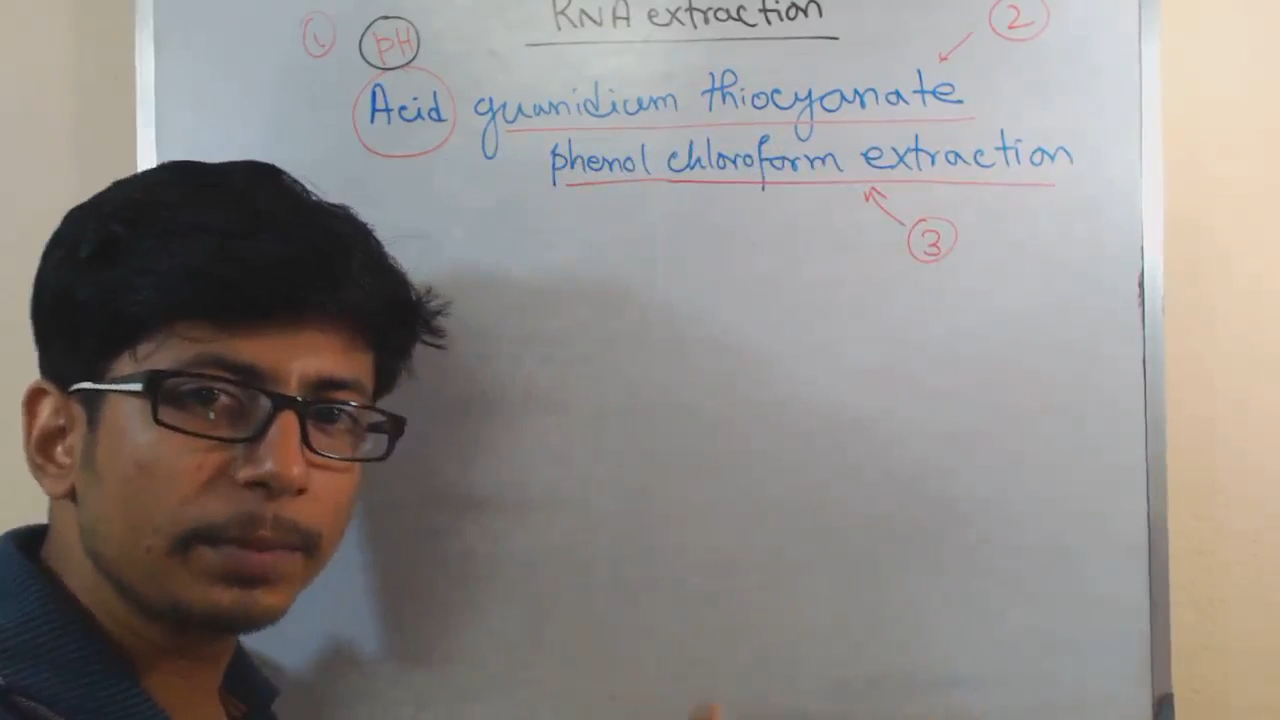 RNA extraction
1 pH 2
Acid guanidium thiocyanate
phenol chloroform extraction
3